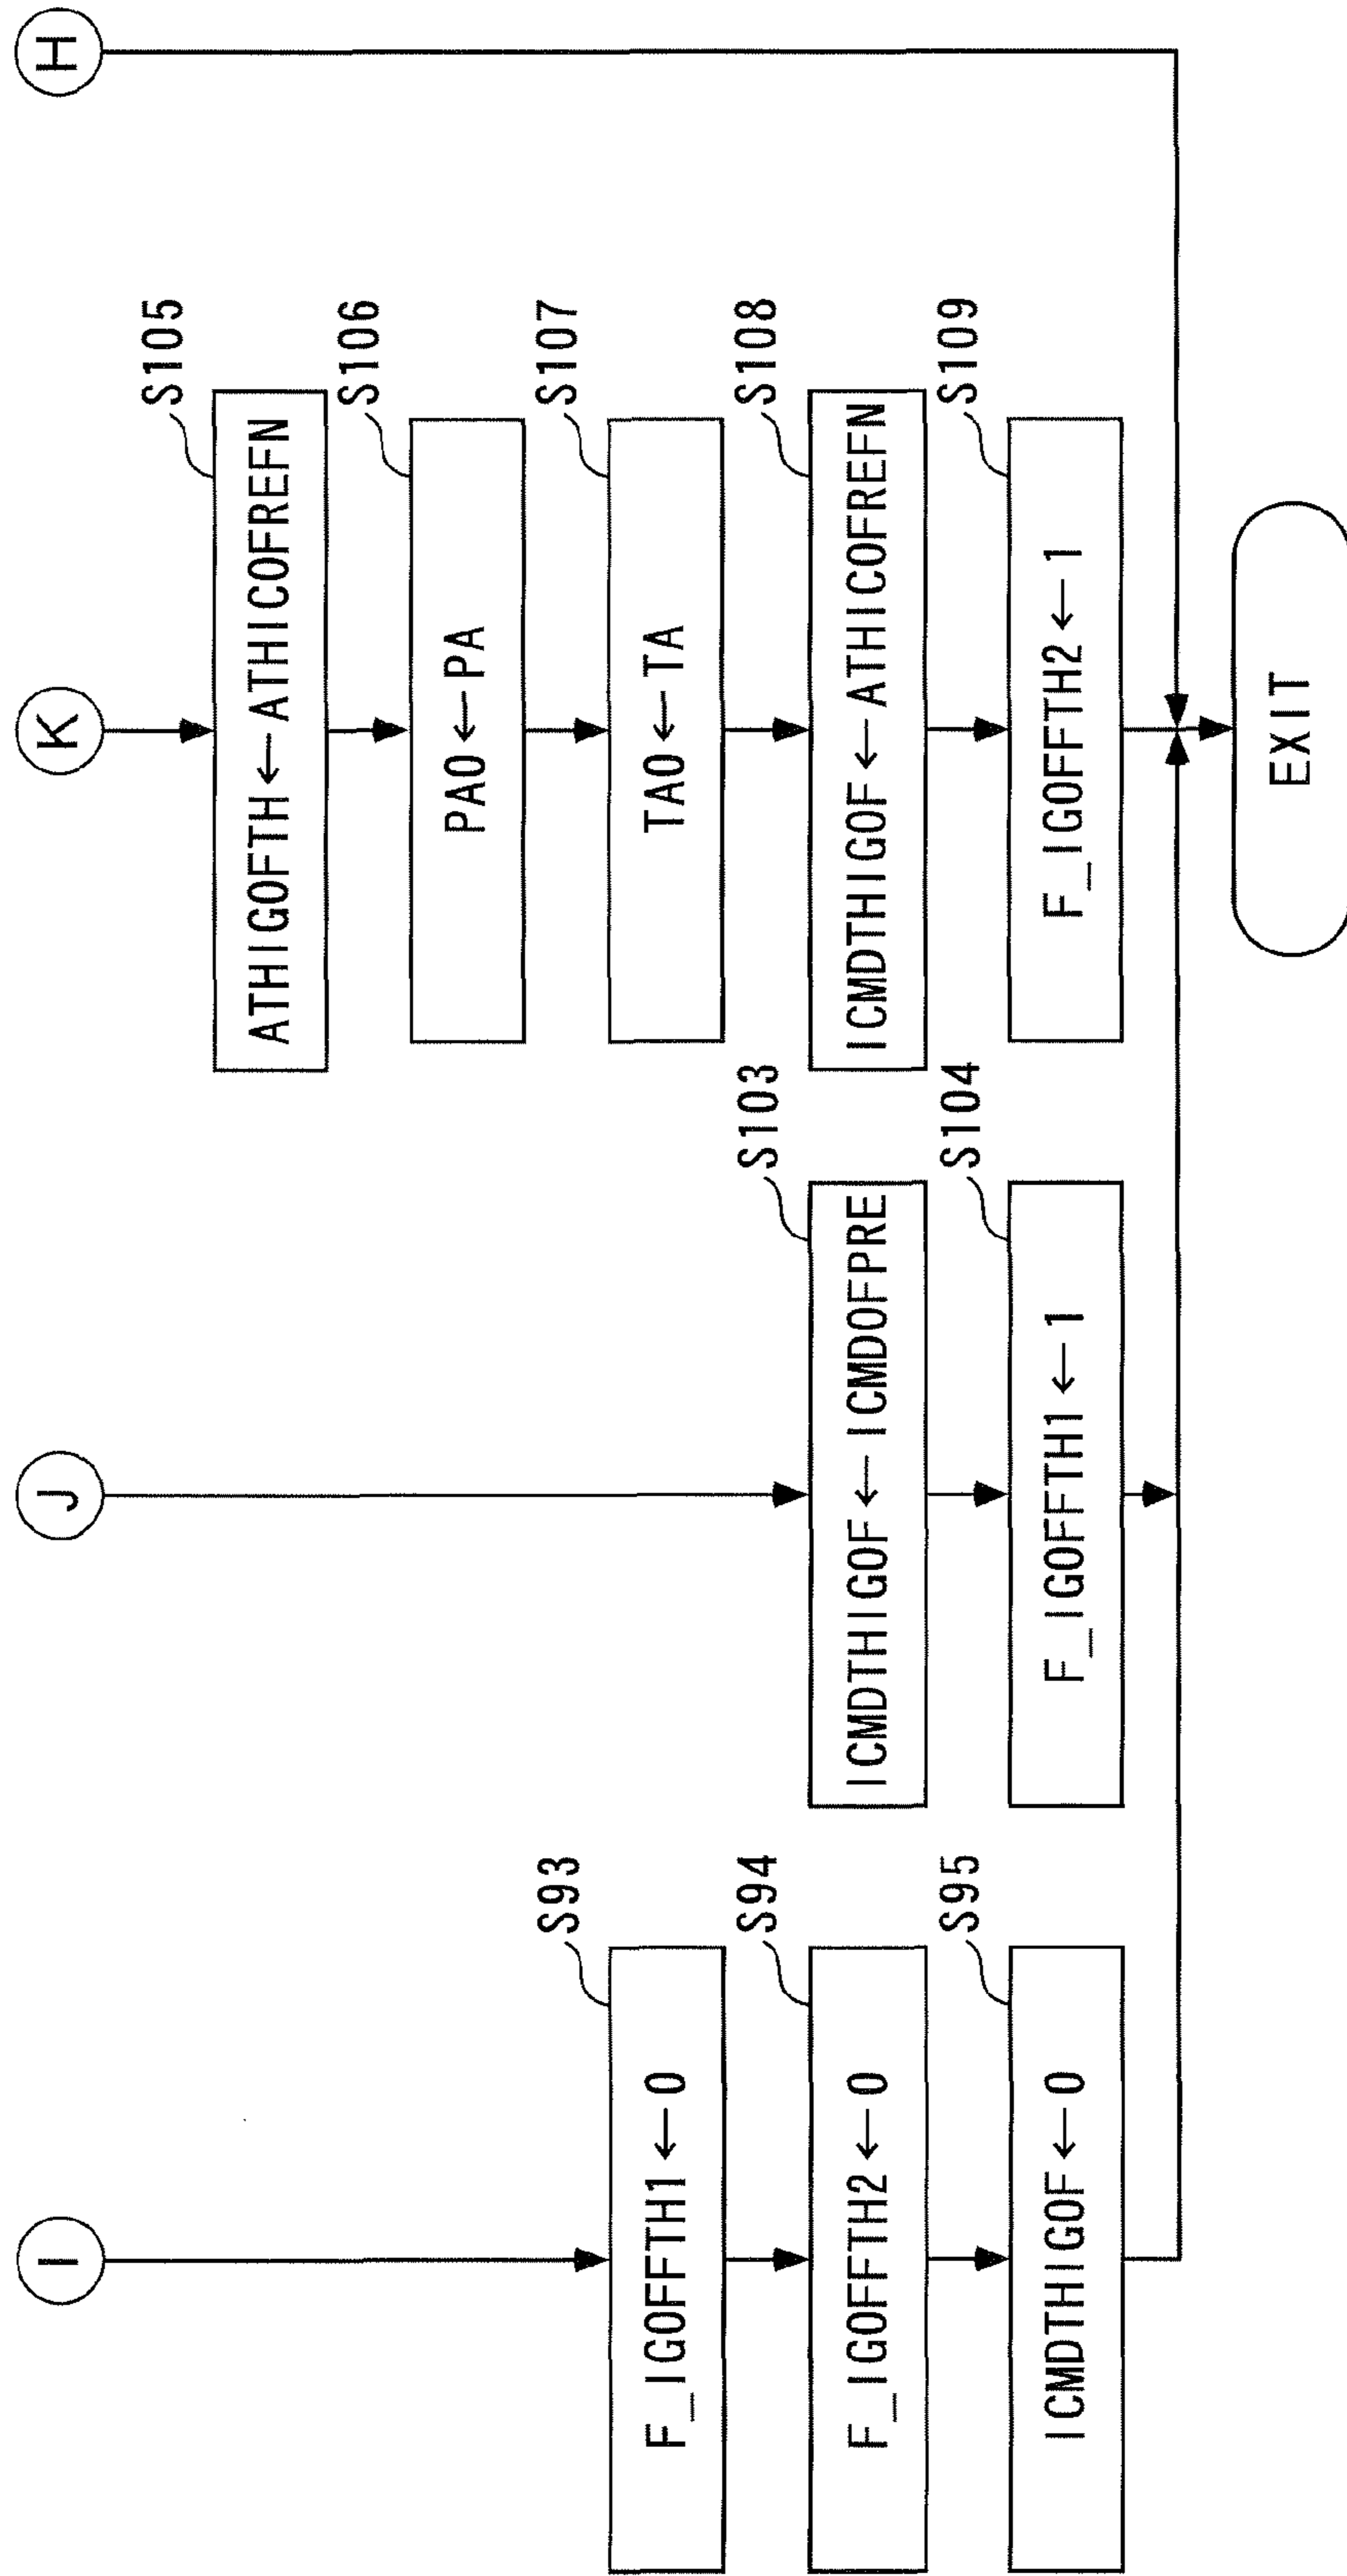 I
J
K
H
S93
F_IGOFFTH1←0
S94
F_IGOFFTH2←0
S95
ICMDTHIGOF←0
S103
ICMDTHIGOF←ICMDOFPRE
S104
F_IGOFFTH1←1
S105
ATHIGOFTH←ATHICOFREFN
S106
PA0←PA
S107
TA0←TA
S108
ICMDTHIGOF←ATHICOFREFN
S109
F_IGOFFTH2←1
EXIT